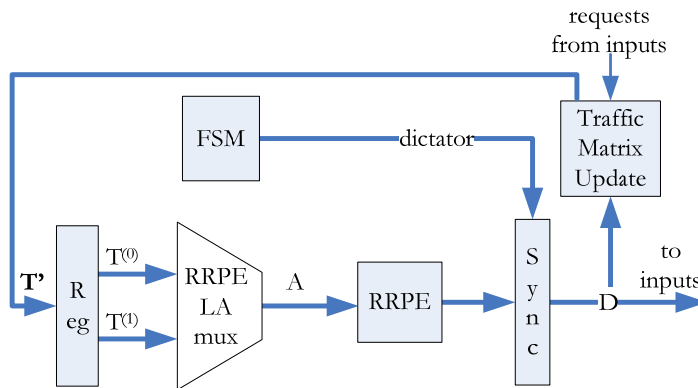 requests
from inputs
FSM
dictator
Traffic
Matrix
Update
T'
R
eg
T(0)
T(1)
RRPE
LA
mux
A
RRPE
S
y
n
c
D
to
inputs